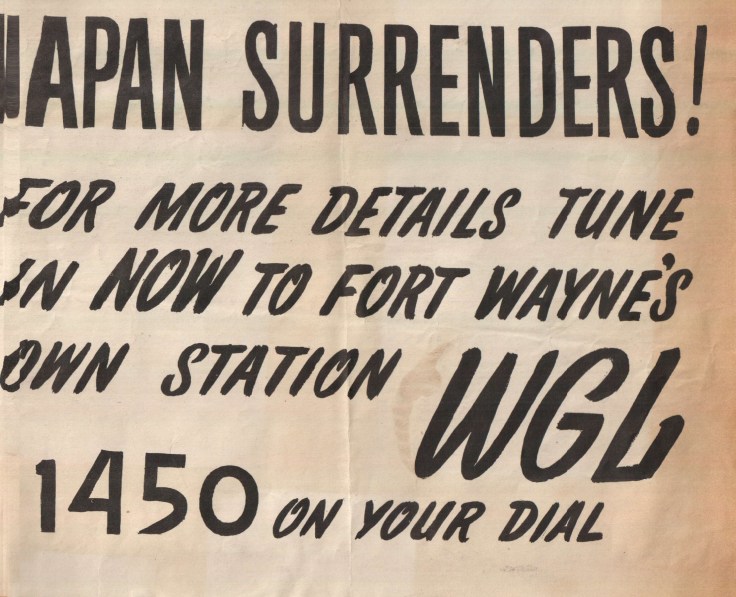 JAPAN SURRENDERS!
FOR MORE DETAILS TUNE
IN NOW TO FORT WAYNE'S
OWN STATION WGL
1450 ON YOUR DIAL